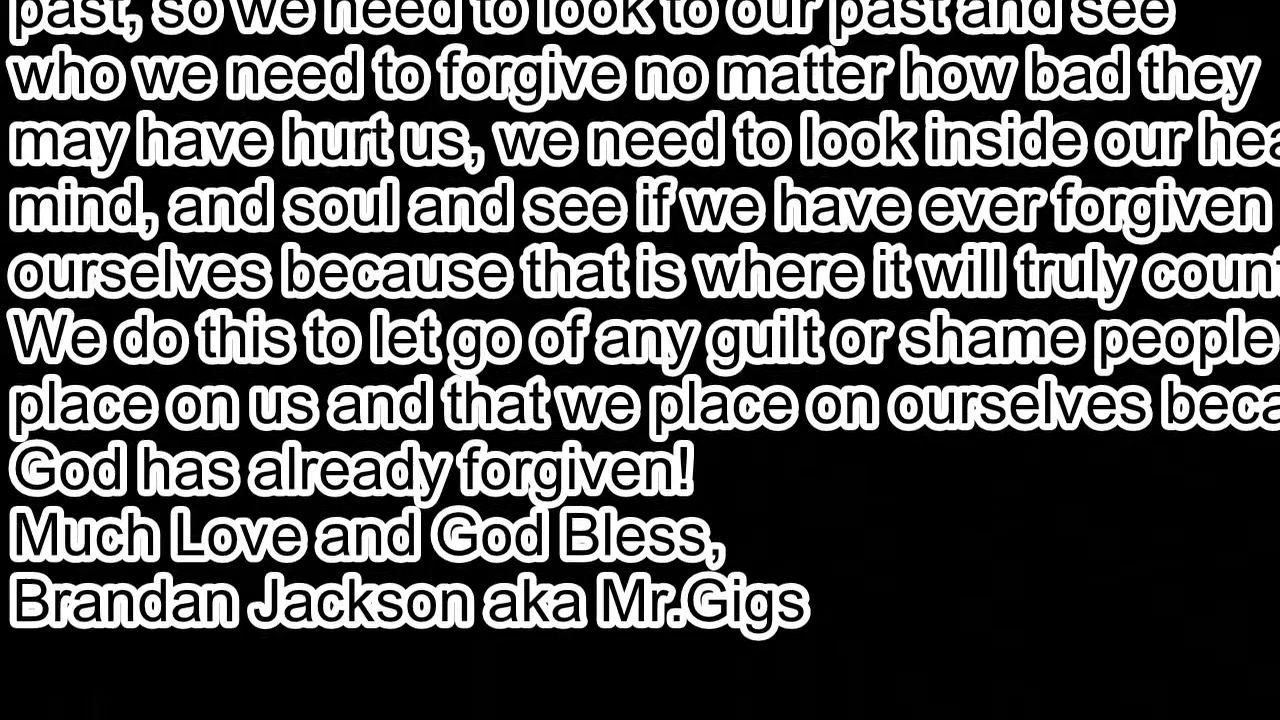 past, so we need to look to our past and see
who we need to forgive no matter how bad they
may have hurt us, we need to look inside our
mind, and soul and see if we have ever forgiven
ourselves because that is where it will truly
We do this to let go of any guilt or shame people
place on us and that we place on ourselves
God has already forgiven!
Much Love and God Bless,
Brandan Jackson aka Mr.Gigs